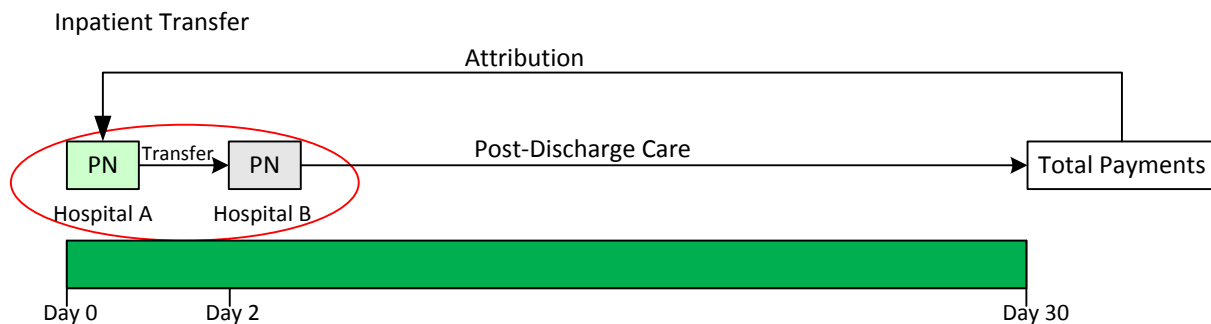 Inpatient Transfer
Attribution
PN
Transfer
PN
Post-Discharge Care
Total Payments
Hospital A
Hospital B
Day 0
Day 2
Day 30